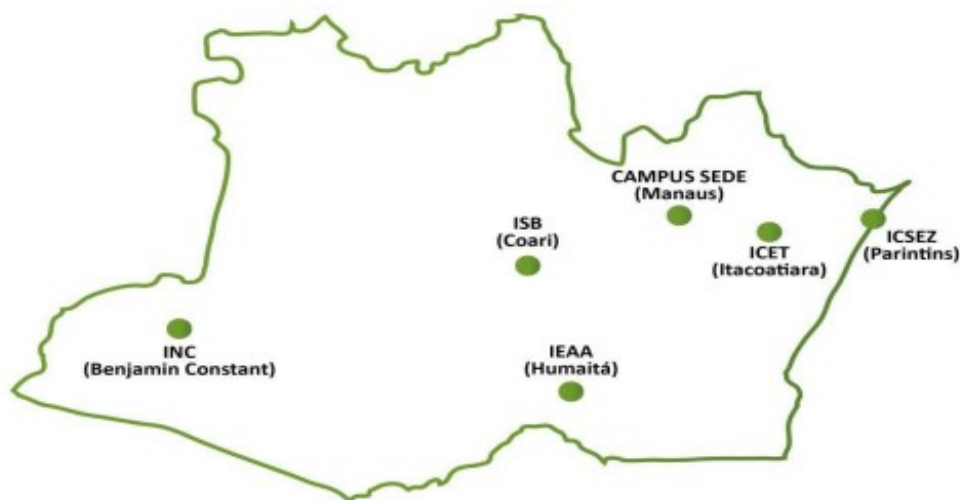 CAMPUS SEDE
(Manaus)
ISB
(Coari)
ICET
(Itacoatiara)
ICSEZ
(Parintins)
INC
(Benjamin Constant)
IEAA
(Humaitá)